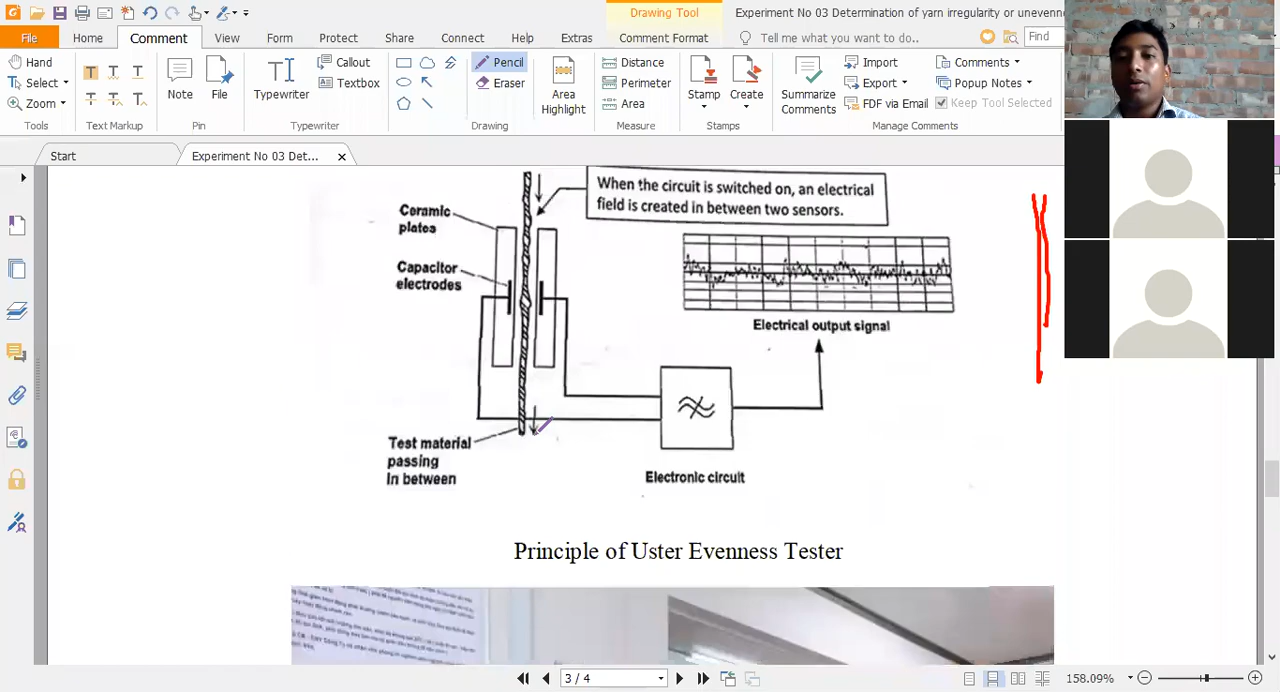 Drawing Tool
Experiment No 03 Determination of yarn irregularity or unevenne
File
Home
Comment
View
Form
Protect
Share
Connect
Help
Extras
Comment Format
Tell me what you want to do..
Find
Hand
Select
Zoom
Tools
Text Markup
Note
File
Pin
Typewriter
Callout
Textbox
Typewriter
Pencil
Eraser
Drawing
Area
Highlight
Distance
Perimeter
Area
Measure
Stamp
Create
Stamps
Summarize
Comments
Import
Export
FDF via Email
Comments
Popup Notes
Keep Tool Selected
Manage Comments
Start
Experiment No 03 Det...
When the circuit is switched on, an electrical
field is created in between two sensors.
Ceramic
plates
Capacitor
electrodes
Electrical output signal
Test material
passing
in between
Electronic circuit
Principle of Uster Evenness Tester
3 / 4
158.09%